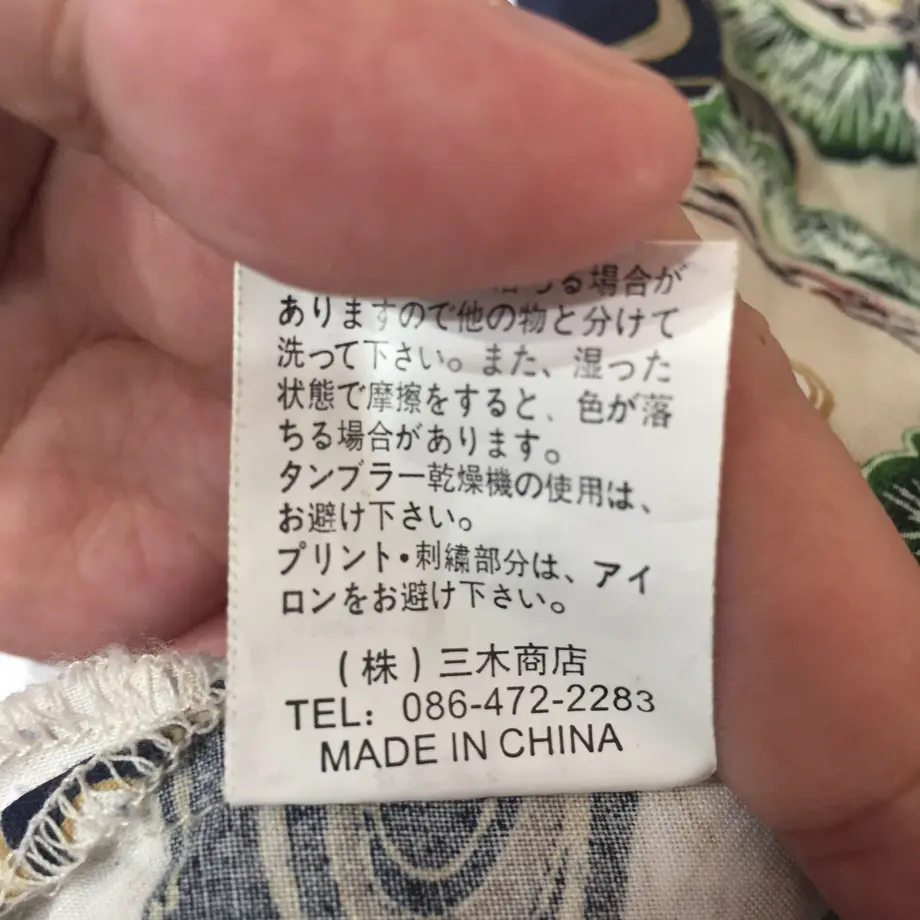 る場合が
ありますので他の物と分けて
洗って下さい。また、湿った
状態で摩擦をすると、色が落
ちる場合があります。
タンブラー乾燥機の使用は、
お避け下さい。
プリント・刺繍部分は、アイ
ロンをお避け下さい。
(株)三木商店
TEL: 086-472-2283
MADE IN CHINA